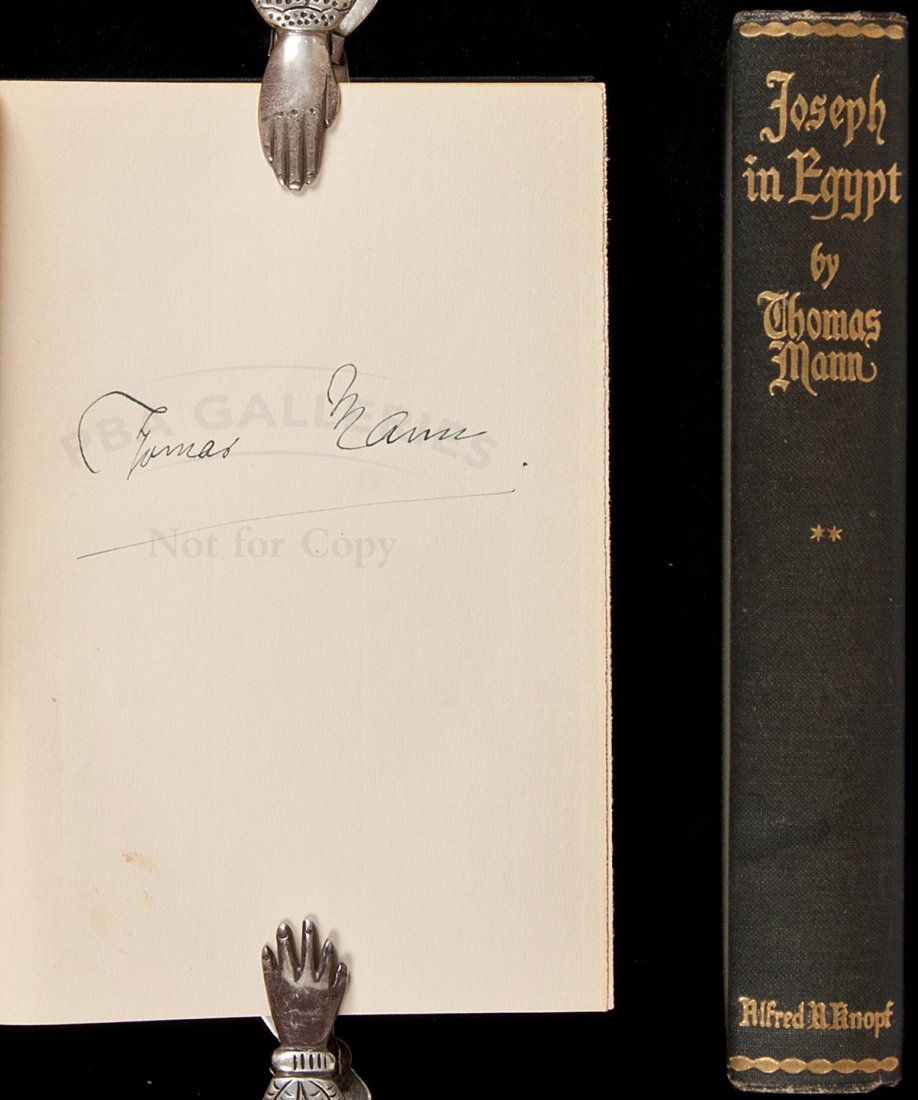 Thomas Mann.
PBA GALLERIES
Not for Copy
Joseph
in Egypt
by
Thomas
Mann
**
Alfred A Knopf